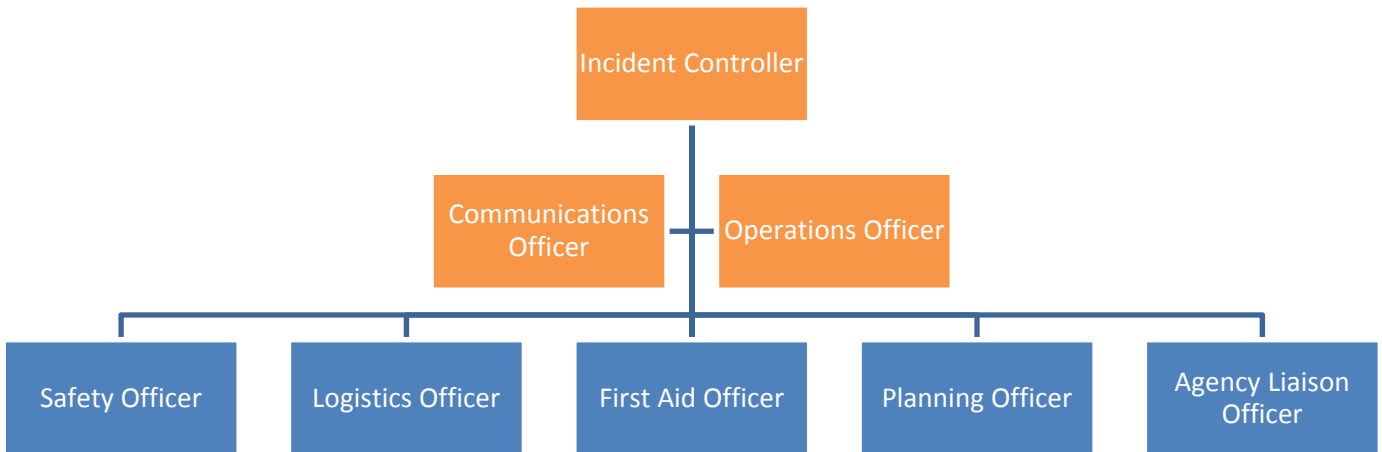 Incident Controller
Communications
Officer
Operations Officer
Safety Officer
Logistics Officer
First Aid Officer
Planning Officer
Agency Liaison
Officer